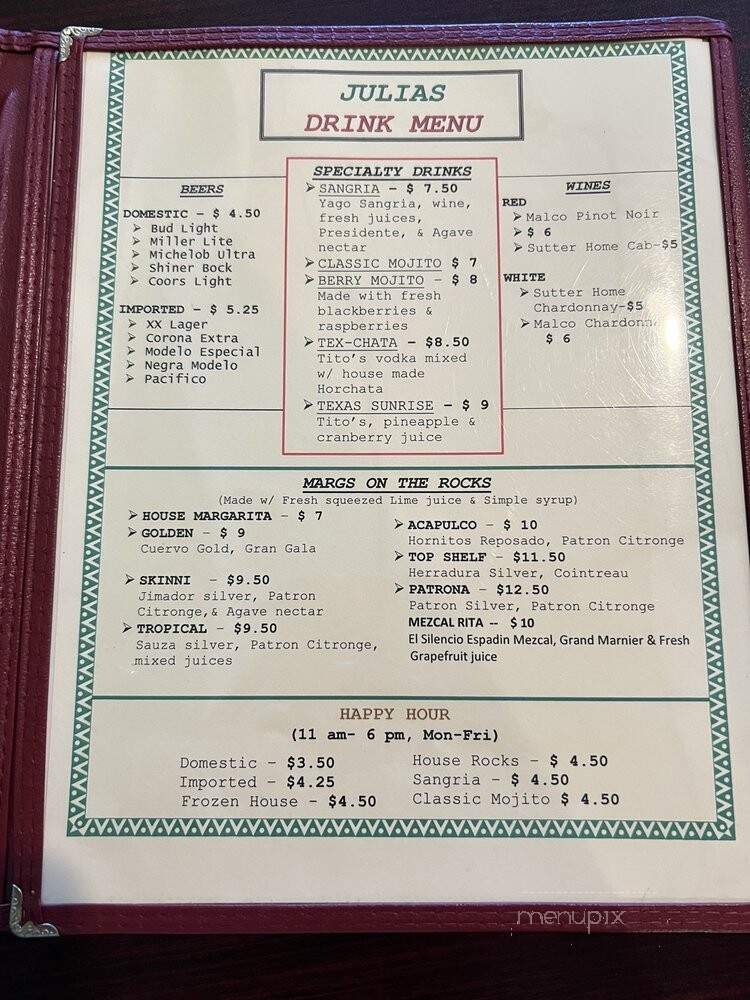 JULIAS
DRINK MENU
BEERS
DOMESTIC – $ 4.50
➢ Bud Light
➢ Miller Lite
➢ Michelob Ultra
➢ Shiner Bock
➢ Coors Light
IMPORTED – $ 5.25
➢ XX Lager
➢ Corona Extra
➢ Modelo Especial
➢ Negra Modelo
➢ Pacifico
SPECIALTY DRINKS
➢ SANGRIA – $ 7.50
Yago Sangria, wine,
fresh juices,
Presidente, & Agave
nectar
➢ CLASSIC MOJITO $ 7
➢ BERRY MOJITO – $ 8
Made with fresh
blackberries &
raspberries
➢ TEX-CHATA – $8.50
Tito's vodka mixed
w/ house made
Horchata
➢ TEXAS SUNRISE – $ 9
Tito's, pineapple &
cranberry juice
WINES
RED
➢ Malco Pinot Noir
➢ $ 6
➢ Sutter Home Cab-$5
WHITE
➢ Sutter Home
Chardonnay-$5
➢ Malco
$ 6
MARGS ON THE ROCKS
(Made w/ Fresh squeezed Lime juice & Simple syrup)
➢ HOUSE MARGARITA – $ 7
➢ GOLDEN – $ 9
Cuervo Gold, Gran Gala
➢ SKINNI – $9.50
Jimador silver, Patron
Citronge,& Agave nectar
➢ TROPICAL – $9.50
Sauza silver, Patron Citronge,
mixed juices
➢ ACAPULCO – $ 10
Hornitos Reposado, Patron Citronge
➢ TOP SHELF – $11.50
Herradura Silver, Cointreau
➢ PATRONA – $12.50
Patron Silver, Patron Citronge
MEZCAL RITA -- $ 10
El Silencio Espadin Mezcal, Grand Marnier & Fresh
Grapefruit juice
HAPPY HOUR
(11 am- 6 pm, Mon-Fri)
Domestic – $3.50
Imported – $4.25
Frozen House – $4.50
House Rocks – $ 4.50
Sangria – $ 4.50
Classic Mojito $ 4.50
menupix